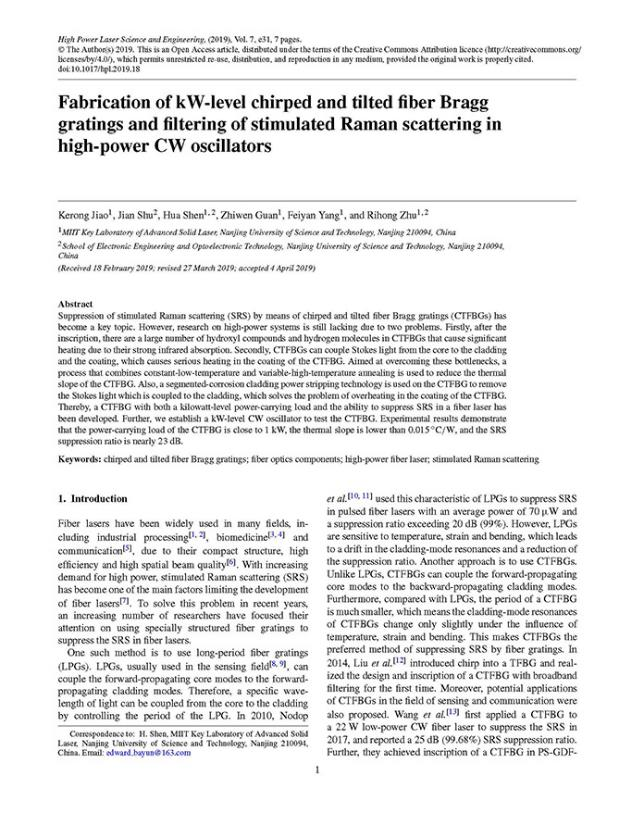 High Power Laser Science and Engineering, (2019), Vol. 7, e31, 7 pages.
© The Author(s) 2019. This is an Open Access article, distributed under the terms of the Creative Commons Attribution licence (http://creativecommons.org/
licenses/by/4.0/), which permits unrestricted re-use, distribution, and reproduction in any medium, provided the original work is properly cited.
doi:10.1017/hpl.2019.18
Fabrication of kW-level chirped and tilted fiber Bragg
gratings and filtering of stimulated Raman scattering in
high-power CW oscillators
Kerong Jiao1, Jian Shu2, Hua Shen1,2, Zhiwen Guan1, Feiyan Yang1, and Rihong Zhu1,2
1MIIT Key Laboratory of Advanced Solid Laser, Nanjing University of Science and Technology, Nanjing 210094, China
2School of Electronic Engineering and Optoelectronic Technology, Nanjing University of Science and Technology, Nanjing 210094,
China
(Received 18 February 2019; revised 27 March 2019; accepted 4 April 2019)
Abstract
Suppression of stimulated Raman scattering (SRS) by means of chirped and tilted fiber Bragg gratings (CTFBGs) has
become a key topic. However, research on high-power systems is still lacking due to two problems. Firstly, after the
inscription, there are a large number of hydroxyl compounds and hydrogen molecules in CTFBGs that cause significant
heating due to their strong infrared absorption. Secondly, CTFBGs can couple Stokes light from the core to the cladding
and the coating, which causes serious heating in the coating of the CTFBG. Aimed at overcoming these bottlenecks, a
process that combines constant-low-temperature and variable-high-temperature annealing is used to reduce the thermal
slope of the CTFBG. Also, a segmented-corrosion cladding power stripping technology is used on the CTFBG to remove
the Stokes light which is coupled to the cladding, which solves the problem of overheating in the coating of the CTFBG.
Thereby, a CTFBG with both a kilowatt-level power-carrying load and the ability to suppress SRS in a fiber laser has
been developed. Further, we establish a kW-level CW oscillator to test the CTFBG. Experimental results demonstrate
that the power-carrying load of the CTFBG is close to 1 kW, the thermal slope is lower than 0.015 °C/W, and the SRS
suppression ratio is nearly 23 dB.
Keywords: chirped and tilted fiber Bragg gratings; fiber optics components; high-power fiber laser; stimulated Raman scattering
1. Introduction
Fiber lasers have been widely used in many fields, in-
cluding industrial processing[1, 2], biomedicine[3, 4] and
communication[5], due to their compact structure, high
efficiency and high spatial beam quality[6]. With increasing
demand for high power, stimulated Raman scattering (SRS)
has become one of the main factors limiting the development
of fiber lasers[7]. To solve this problem in recent years,
an increasing number of researchers have focused their
attention on using specially structured fiber gratings to
suppress the SRS in fiber lasers.
One such method is to use long-period fiber gratings
(LPGs). LPGs, usually used in the sensing field[8, 9], can
couple the forward-propagating core modes to the forward-
propagating cladding modes. Therefore, a specific wave-
length of light can be coupled from the core to the cladding
by controlling the period of the LPG. In 2010, Nodop
Correspondence to: H. Shen, MIIT Key Laboratory of Advanced Solid
Laser, Nanjing University of Science and Technology, Nanjing 210094,
China. Email: edward_bayun@163.com
et al.[10, 11] used this characteristic of LPGs to suppress SRS
in pulsed fiber lasers with an average power of 70 μW and
a suppression ratio exceeding 20 dB (99%). However, LPGs
are sensitive to temperature, strain and bending, which leads
to a drift in the cladding-mode resonances and a reduction of
the suppression ratio. Another approach is to use CTFBGs.
Unlike LPGs, CTFBGs can couple the forward-propagating
core modes to the backward-propagating cladding modes.
Furthermore, compared with LPGs, the period of a CTFBG
is much smaller, which means the cladding-mode resonances
of CTFBGs change only slightly under the influence of
temperature, strain and bending. This makes CTFBGs the
preferred method of suppressing SRS by fiber gratings. In
2014, Liu et al.[12] introduced chirp into a TFBG and real-
ized the design and inscription of a CTFBG with broadband
filtering for the first time. Moreover, potential applications
of CTFBGs in the field of sensing and communication were
also proposed. Wang et al.[13] first applied a CTFBG to
a 22 W low-power CW fiber laser to suppress the SRS in
2017, and reported a 25 dB (99.68%) SRS suppression ratio.
Further, they achieved inscription of a CTFBG in PS-GDF-
1